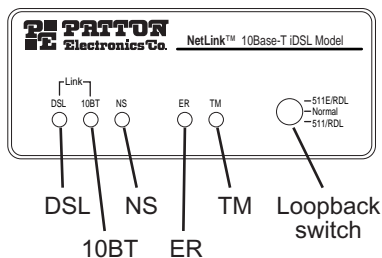 PATTON
Electronics Co.
NetLink™ 10Base-T iDSL Model
Link
DSL 10BT NS ER TM
511E/RDL
Normal
511/RDL
DSL NS TM Loopback switch
10BT ER